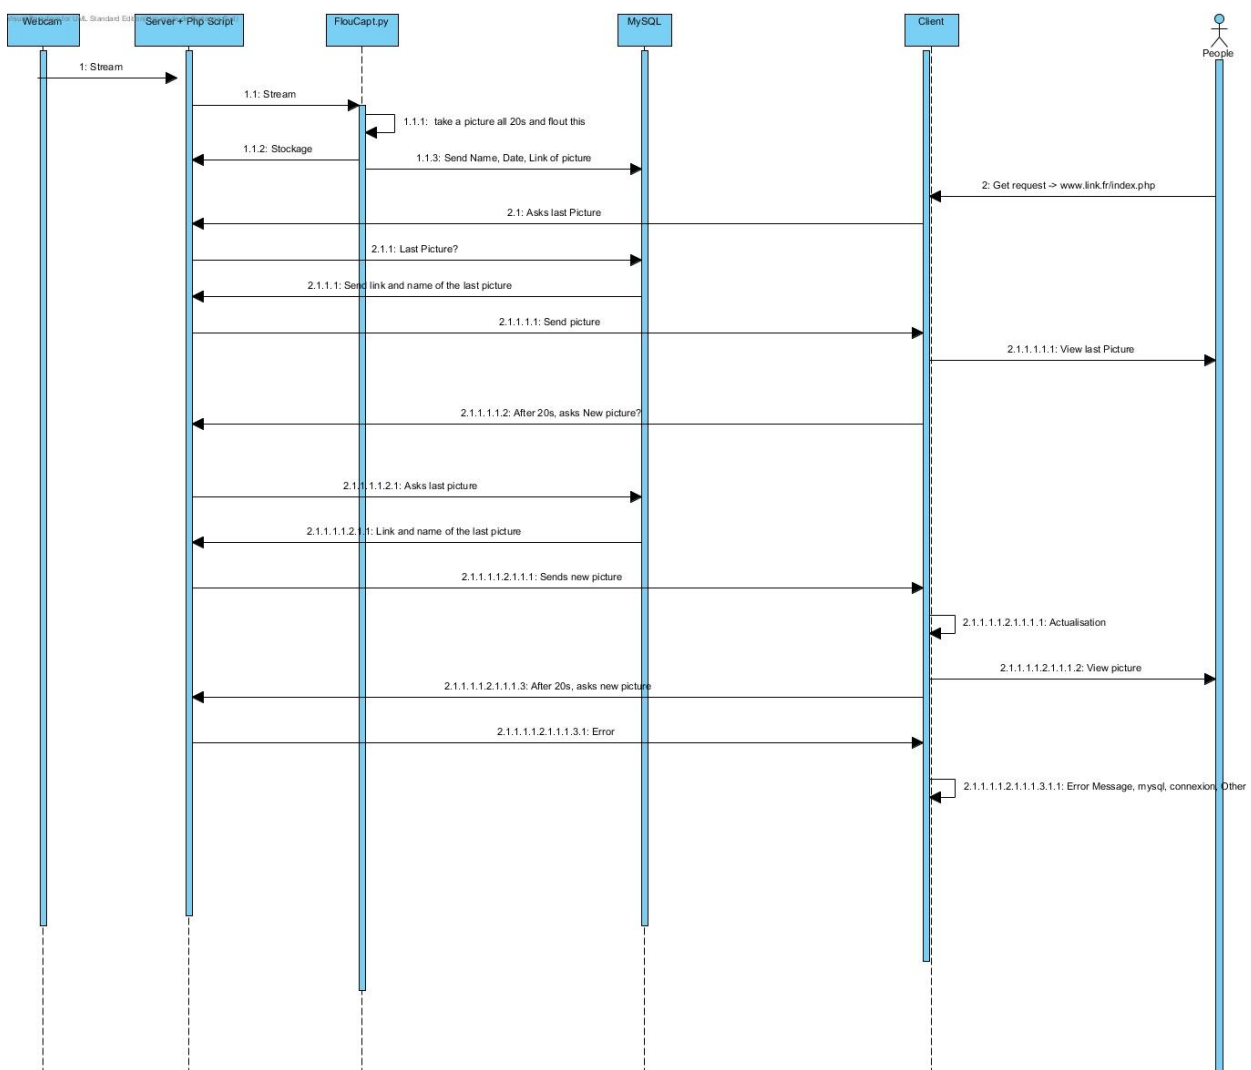 Webcam
Server + Php Script
FlouCapt.py
MySQL
Client
People
1: Stream
1.1: Stream
1.1.1: take a picture all 20s and flout this
1.1.2: Stockage
1.1.3: Send Name, Date, Link of picture
2: Get request -> www.link.fr/index.php
2.1: Asks last Picture
2.1.1: Last Picture?
2.1.1.1: Send link and name of the last picture
2.1.1.1.1: Send picture
2.1.1.1.1.1: View last Picture
2.1.1.1.1.2: After 20s, asks New picture?
2.1.1.1.1.2.1: Asks last picture
2.1.1.1.1.2.1.1: Link and name of the last picture
2.1.1.1.1.2.1.1.1: Sends new picture
2.1.1.1.1.2.1.1.1.1: Actualisation
2.1.1.1.1.2.1.1.1.2: View picture
2.1.1.1.1.2.1.1.1.3: After 20s, asks new picture
2.1.1.1.1.2.1.1.1.3.1: Error
2.1.1.1.1.2.1.1.1.3.1.1: Error Message, mysql, connexion, Other